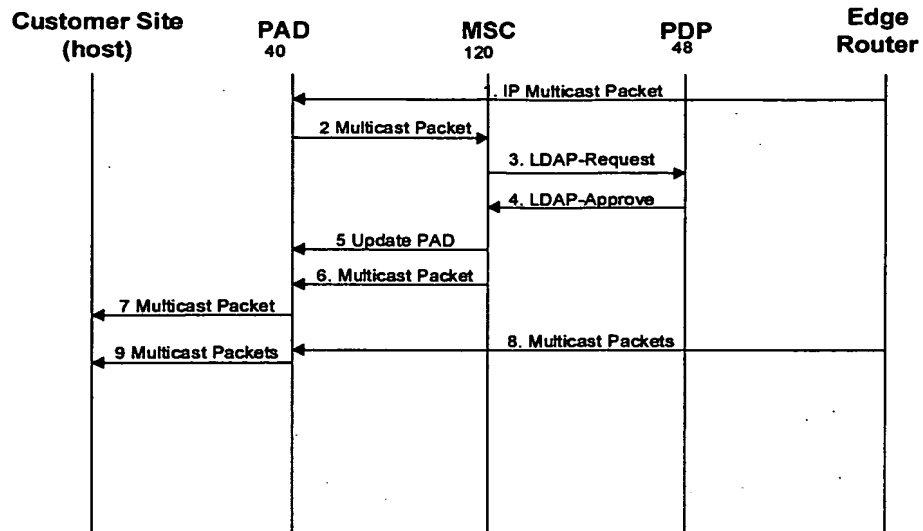 Customer Site
(host)
PAD
40
MSC
120
PDP
48
Edge
Router
1. IP Multicast Packet
2 Multicast Packet
3. LDAP-Request
4. LDAP-Approve
5 Update PAD
6. Multicast Packet
7 Multicast Packet
8. Multicast Packets
9 Multicast Packets